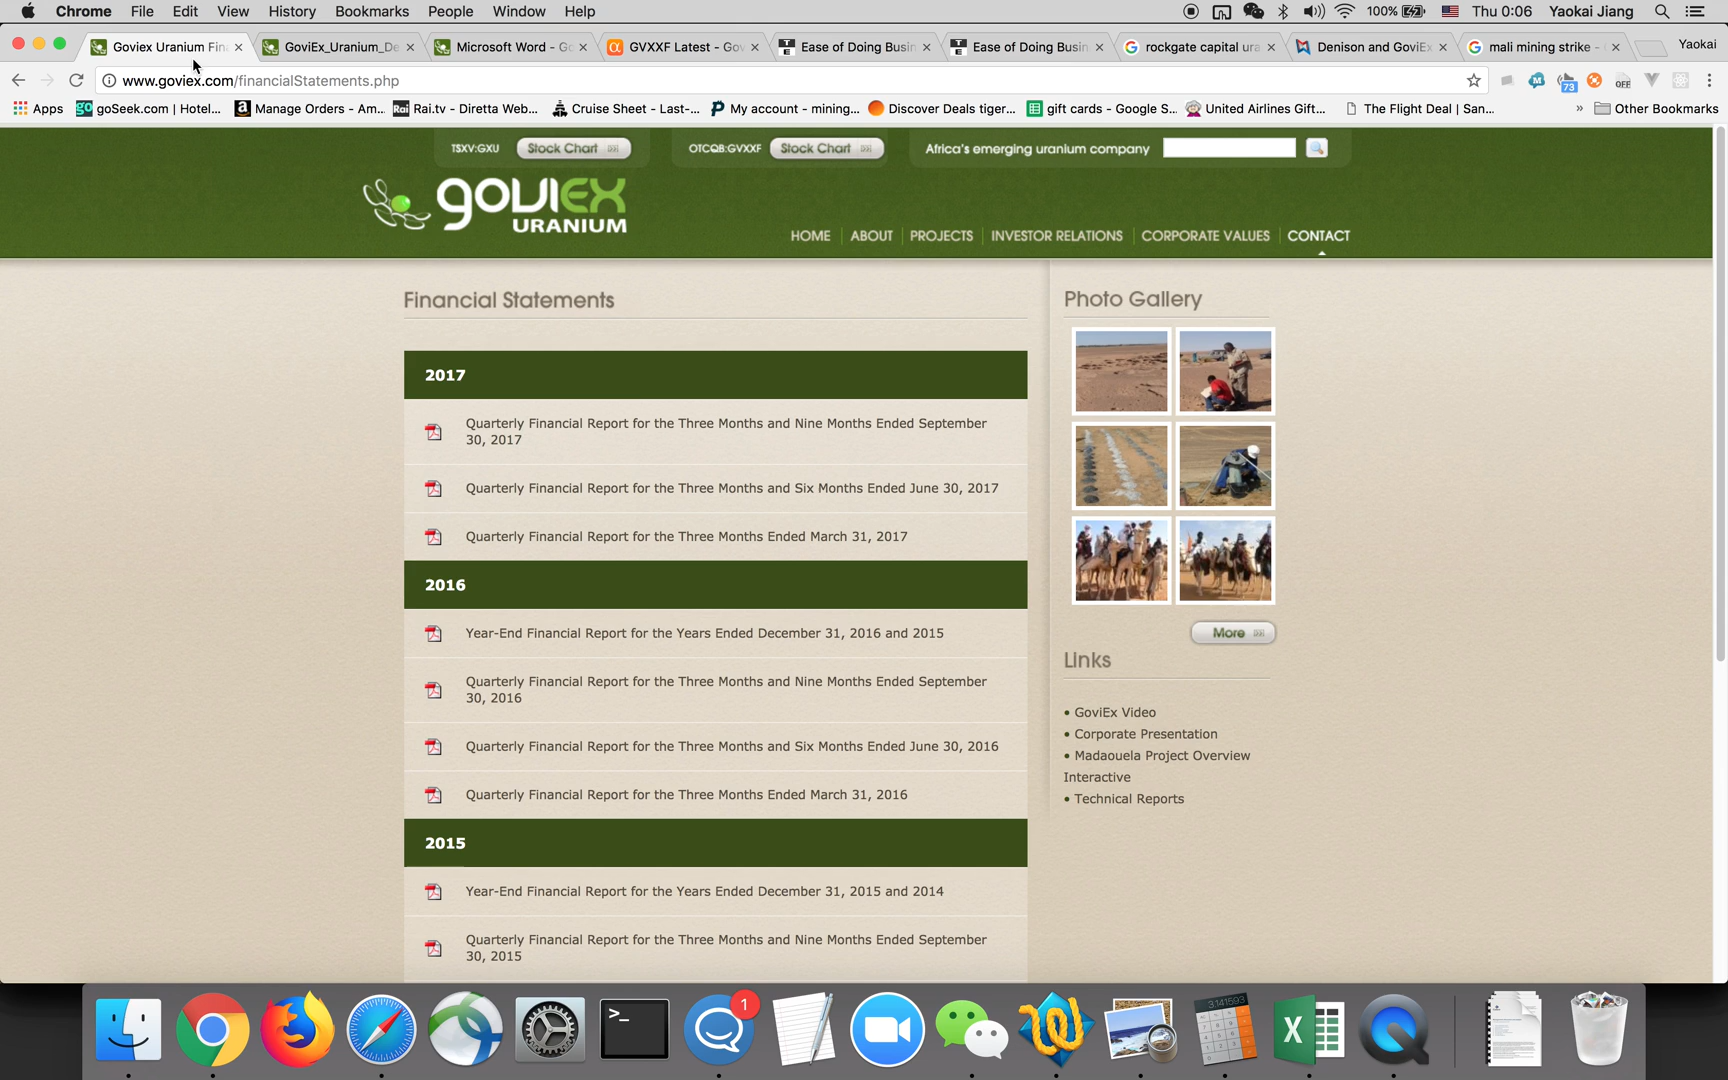 Chrome File Edit View History Bookmarks People Window Help 100% Thu 0:06 Yaokai Jiang
Goviex Uranium Fin GoviEx_Uranium_De Microsoft Word - Go GVXXF Latest - Gov Ease of Doing Busin Ease of Doing Busin rockgate capital ura Denison and GoviEx mali mining strike - Yaokai
www.goviex.com/financialStatements.php 73 OFF
Apps goSeek.com | Hotel... Manage Orders - Am... Rai.tv - Diretta Web... Cruise Sheet - Last-... My account - mining... Discover Deals tiger... gift cards - Google S... United Airlines Gift... The Flight Deal | San... » Other Bookmarks
TSXV:GXU Stock Chart OTCQB:GVXXF Stock Chart Africa's emerging uranium company
goviex
URANIUM
HOME ABOUT PROJECTS INVESTOR RELATIONS CORPORATE VALUES CONTACT
Financial Statements
2017
Quarterly Financial Report for the Three Months and Nine Months Ended September
30, 2017
Quarterly Financial Report for the Three Months and Six Months Ended June 30, 2017
Quarterly Financial Report for the Three Months Ended March 31, 2017
2016
Year-End Financial Report for the Years Ended December 31, 2016 and 2015
Quarterly Financial Report for the Three Months and Nine Months Ended September
30, 2016
Quarterly Financial Report for the Three Months and Six Months Ended June 30, 2016
Quarterly Financial Report for the Three Months Ended March 31, 2016
2015
Year-End Financial Report for the Years Ended December 31, 2015 and 2014
Quarterly Financial Report for the Three Months and Nine Months Ended September
30, 2015
Photo Gallery
More
Links
• GoviEx Video
• Corporate Presentation
• Madaouela Project Overview
Interactive
• Technical Reports
1
3.141593